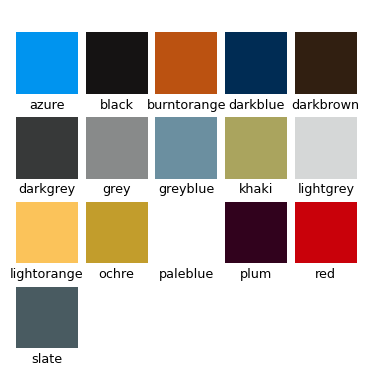 azure black burntorange darkblue darkbrown
darkgrey grey greyblue khaki lightgrey
lightorange ochre paleblue plum red
slate